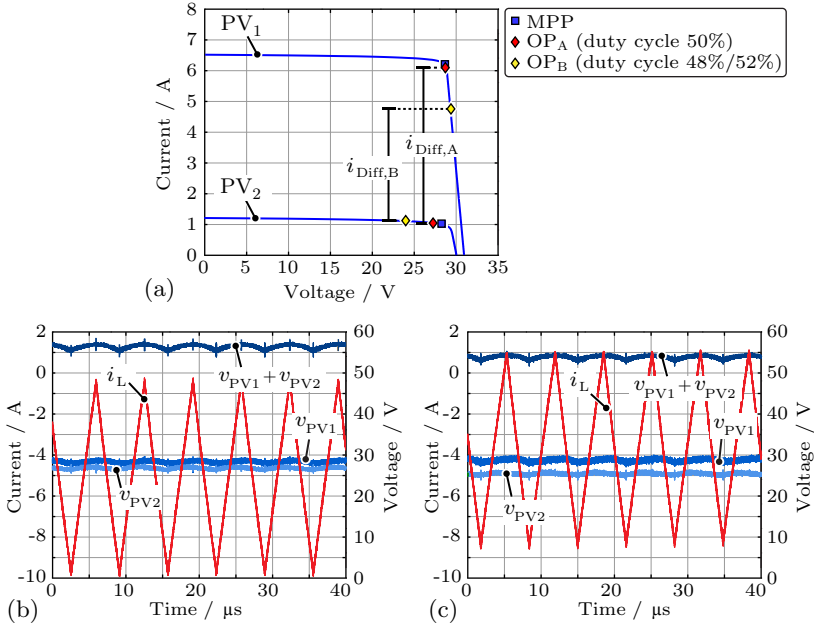 8
7
6
5
4
3
2
1
0
Current / A
PV1
PV2
iDiff,A
iDiff,B
0 5 10 15 20 25 30 35
Voltage / V
(a)
MPP
OPA (duty cycle 50%)
OPB (duty cycle 48%/52%)
2
0
-2
-4
-6
-8
-10
Current / A
iL
vPV1+vPV2
vPV1
vPV2
60
50
40
30
20
10
0
Voltage / V
0 10 20 30 40
Time / µs
(b)
2
0
-2
-4
-6
-8
-10
Current / A
iL
vPV1+vPV2
vPV1
vPV2
60
50
40
30
20
10
0
Voltage / V
0 10 20 30 40
Time / µs
(c)